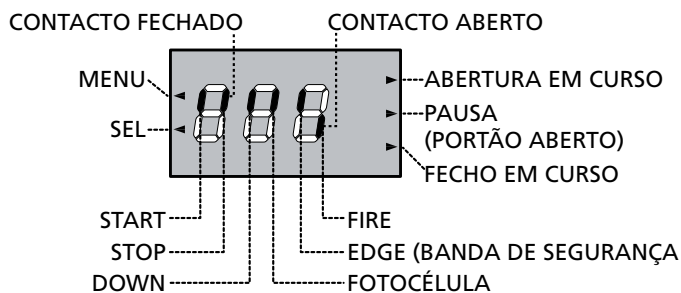 CONTACTO FECHADO
CONTACTO ABERTO
MENU
SEL
ABERTURA EM CURSO
PAUSA
(PORTÃO ABERTO)
FECHO EM CURSO
START
STOP
DOWN
FIRE
EDGE (BANDA DE SEGURANÇA
FOTOCÉLULA